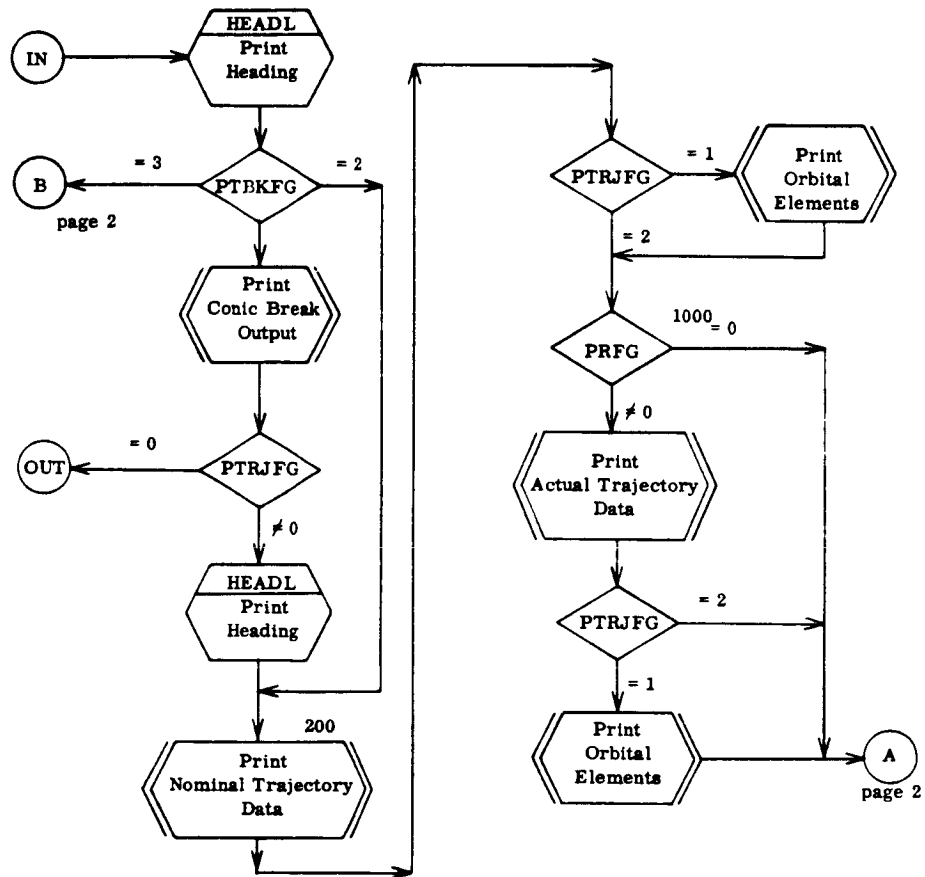 IN
HEADL
Print
Heading
= 3
= 2
B
PTBKFG
page 2
Print
Conic Break
Output
= 0
OUT
PTRJFG
≠ 0
HEADL
Print
Heading
200
Print
Nominal Trajectory
Data
PTRJFG
= 1
Print
Orbital
Elements
= 2
1000
= 0
PRFG
≠ 0
Print
Actual Trajectory
Data
PTRJFG
= 2
= 1
Print
Orbital
Elements
A
page 2